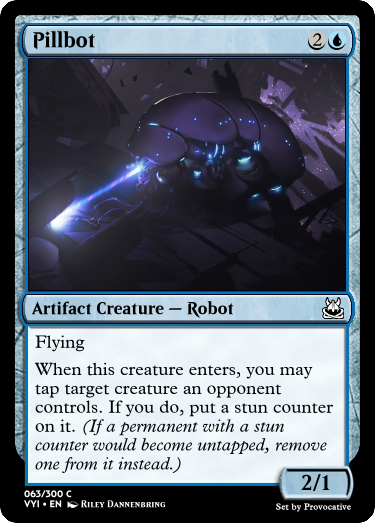 Pillbot 2
Artifact Creature — Robot
Flying
When this creature enters, you may
tap target creature an opponent
controls. If you do, put a stun counter
on it. (If a permanent with a stun
counter would become untapped, remove
one from it instead.)
2/1
063/300 C
VYI • EN Riley Dannenbring
Set by Provocative